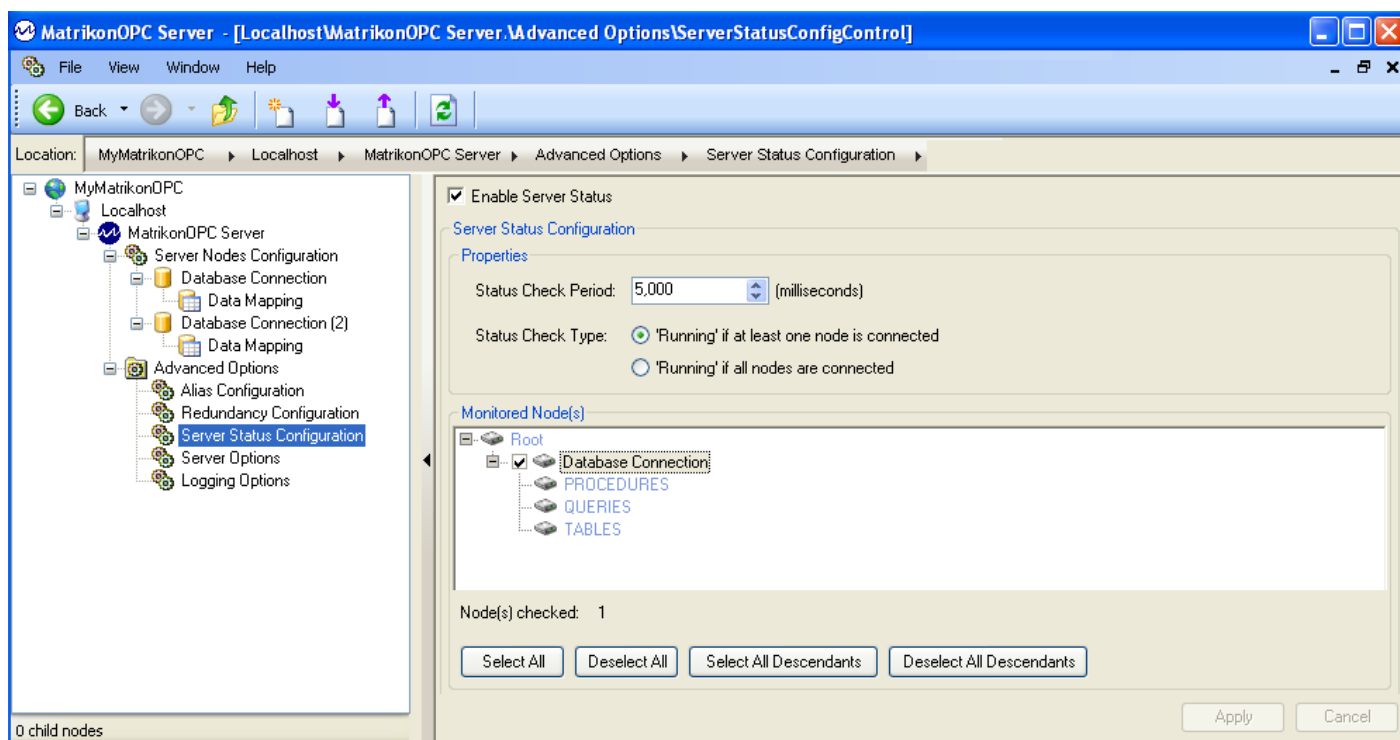 MatrikonOPC Server - [Localhost\MatrikonOPC Server.\Advanced Options\ServerStatusConfigControl]
File View Window Help
Back
Location: MyMatrikonOPC Localhost MatrikonOPC Server Advanced Options Server Status Configuration
MyMatrikonOPC
Localhost
MatrikonOPC Server
Server Nodes Configuration
Database Connection
Data Mapping
Database Connection (2)
Data Mapping
Advanced Options
Alias Configuration
Redundancy Configuration
Server Status Configuration
Server Options
Logging Options
0 child nodes
Enable Server Status
Server Status Configuration
Properties
Status Check Period: 5,000 (milliseconds)
Status Check Type: 'Running' if at least one node is connected
'Running' if all nodes are connected
Monitored Node(s)
Root
Database Connection
PROCEDURES
QUERIES
TABLES
Node(s) checked: 1
Select All Deselect All Select All Descendants Deselect All Descendants
Apply Cancel